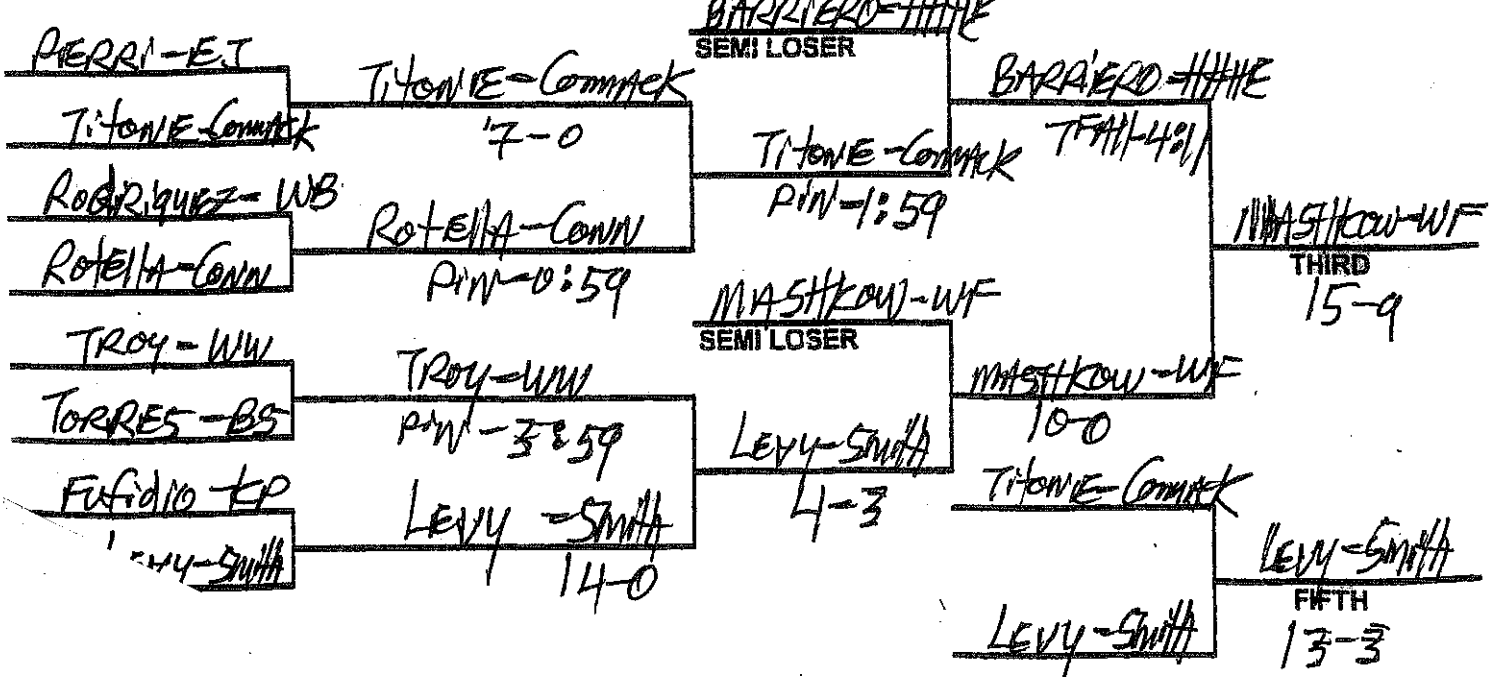 BARRIERO-HHHE
SEMI LOSER
PIERRI-EI
TitoNE-Commack
TitoNE-Commack
7-0
BARRIERO-HHHE
TFAll-4:11
TitoNE-Commack
PiN-1:59
RodRiquez-WB
RotEllA-CoNN
RotEllA-CoNN
PiN-0:59
MASHKOW-WF
THIRD
15-9
MASHKOW-WF
SEMI LOSER
TROY-WW
TORRES-BS
TROY-WW
PiN-3:59
MASHKOW-WF
10-0
LEVY-SmitH
4-3
Fufidio-KP
LEVY-SmitH
14-0
TitoNE-Commack
LEVY-SmitH
LEVY-SmitH
FIFTH
13-3